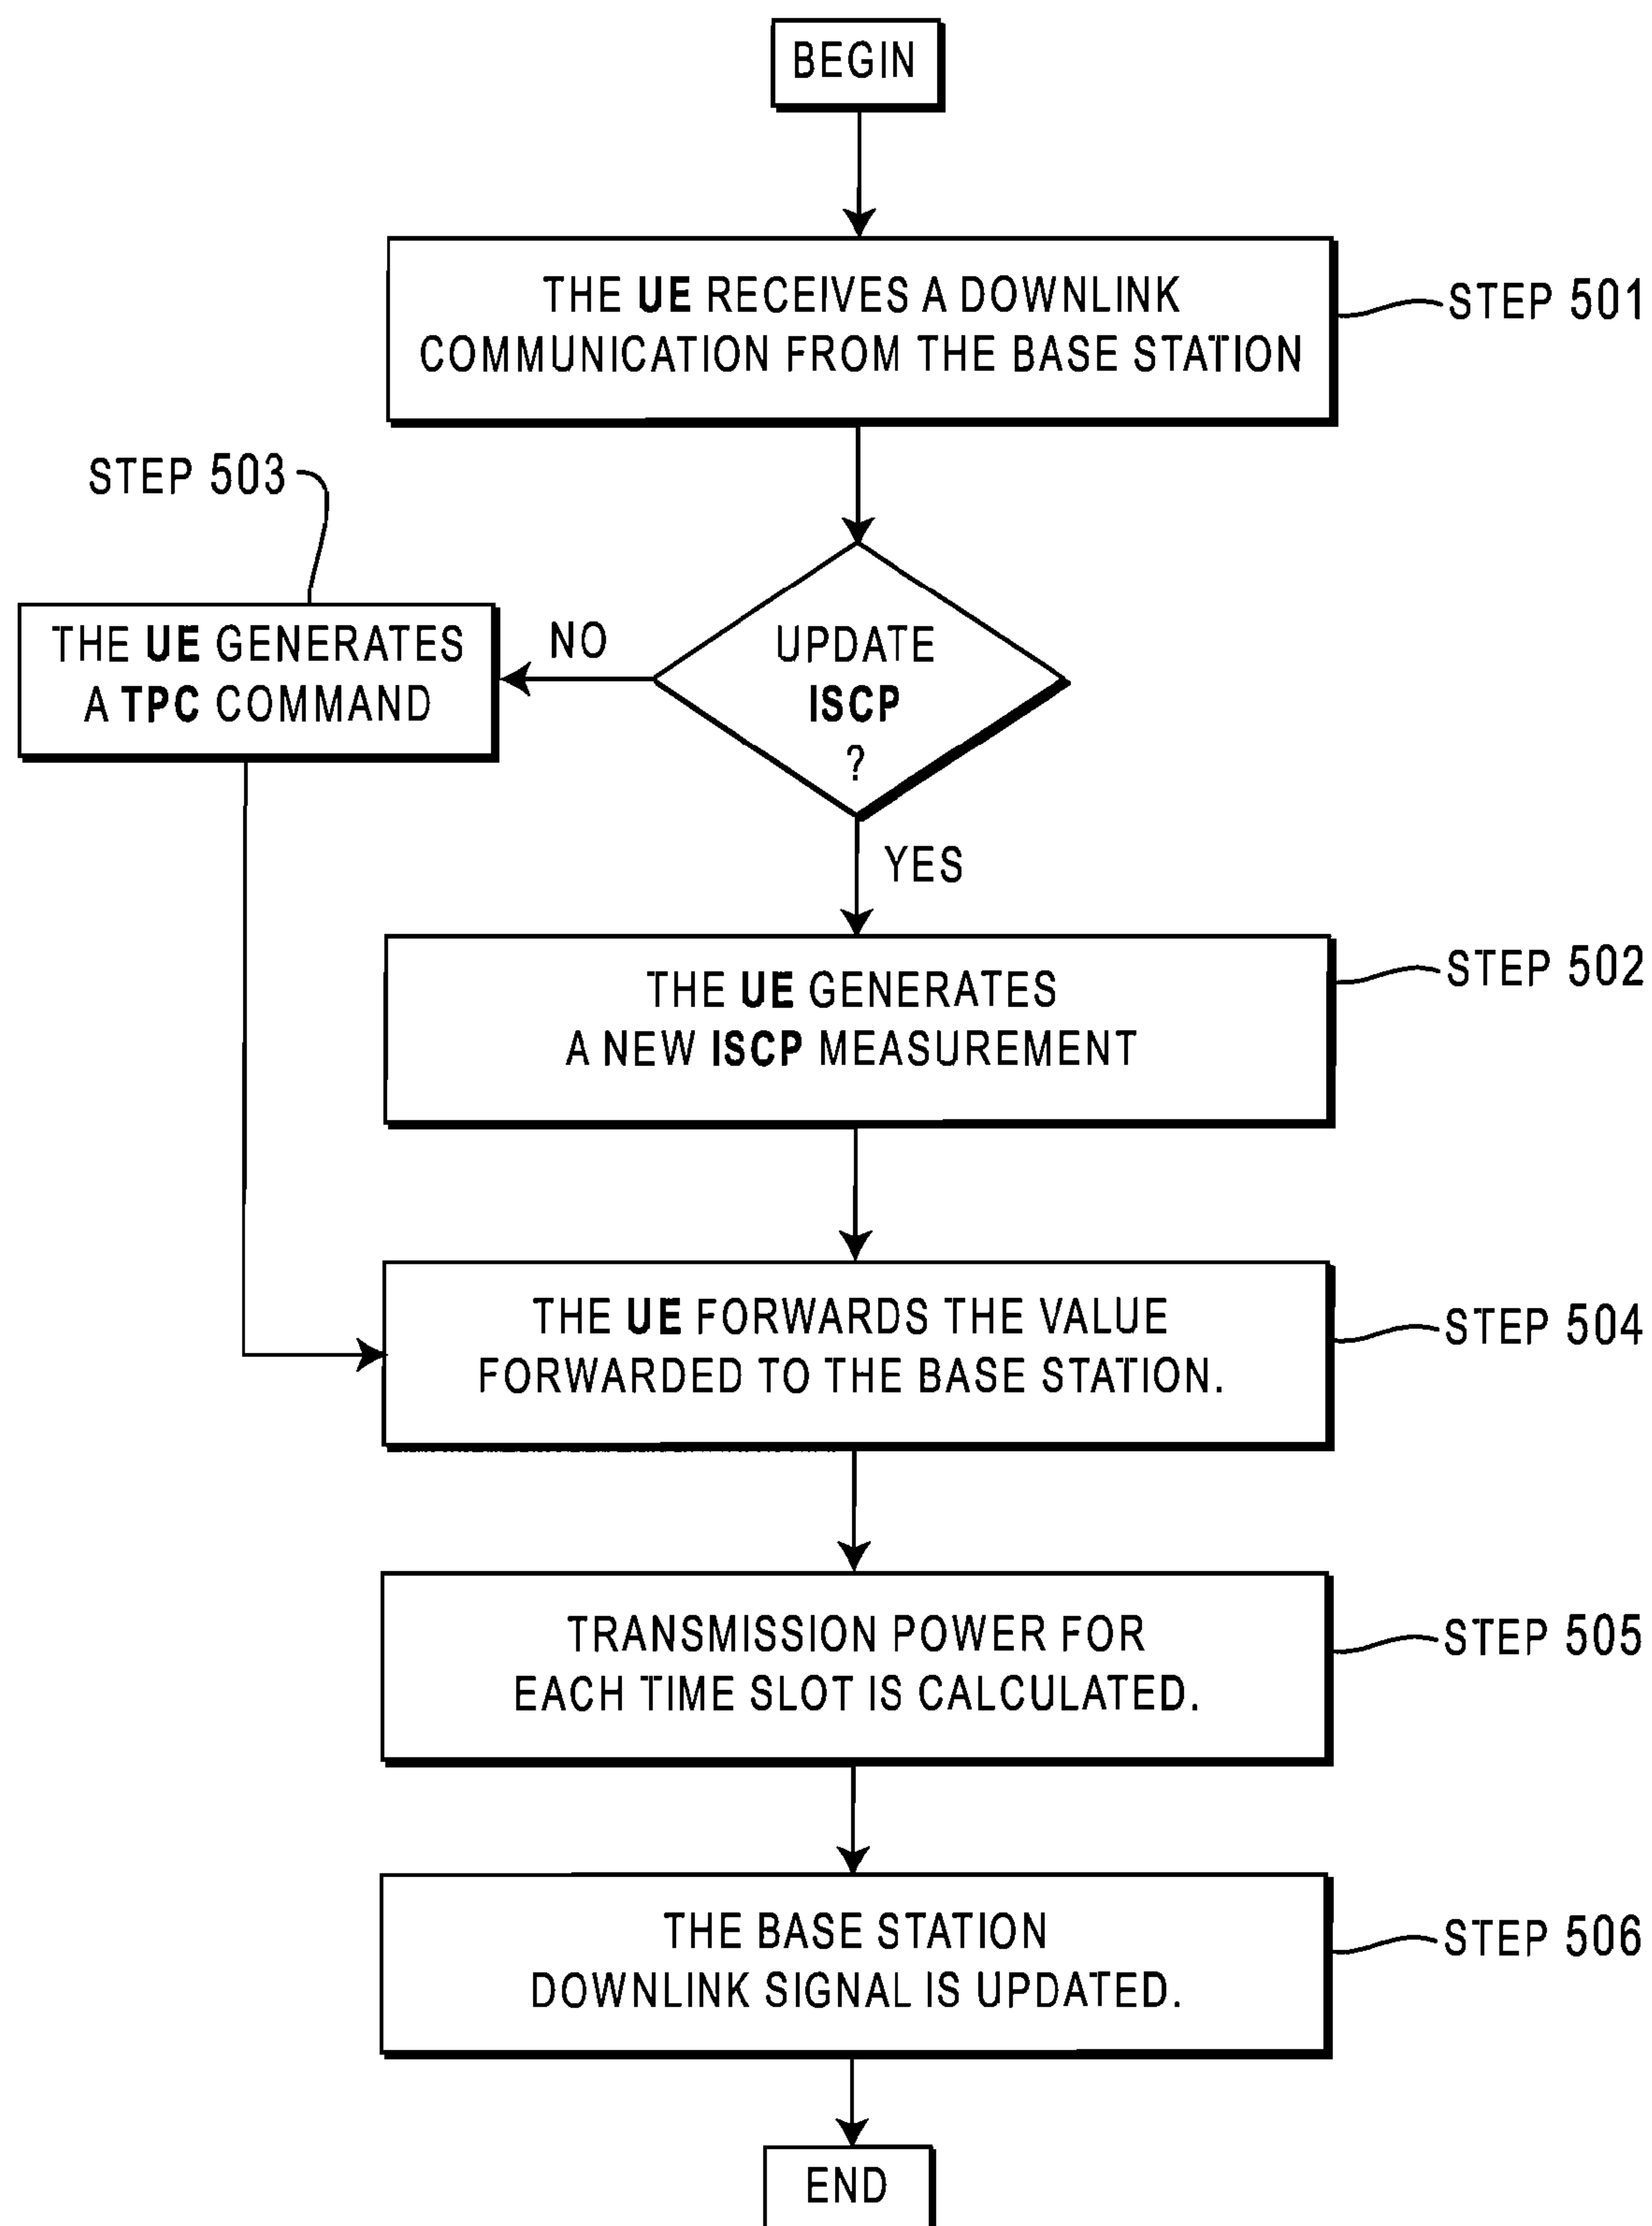 BEGIN
THE UE RECEIVES A DOWNLINK
COMMUNICATION FROM THE BASE STATION
STEP 501
STEP 503
THE UE GENERATES
A TPC COMMAND
NO
UPDATE
ISCP
?
YES
THE UE GENERATES
A NEW ISCP MEASUREMENT
STEP 502
THE UE FORWARDS THE VALUE
FORWARDED TO THE BASE STATION.
STEP 504
TRANSMISSION POWER FOR
EACH TIME SLOT IS CALCULATED.
STEP 505
THE BASE STATION
DOWNLINK SIGNAL IS UPDATED.
STEP 506
END